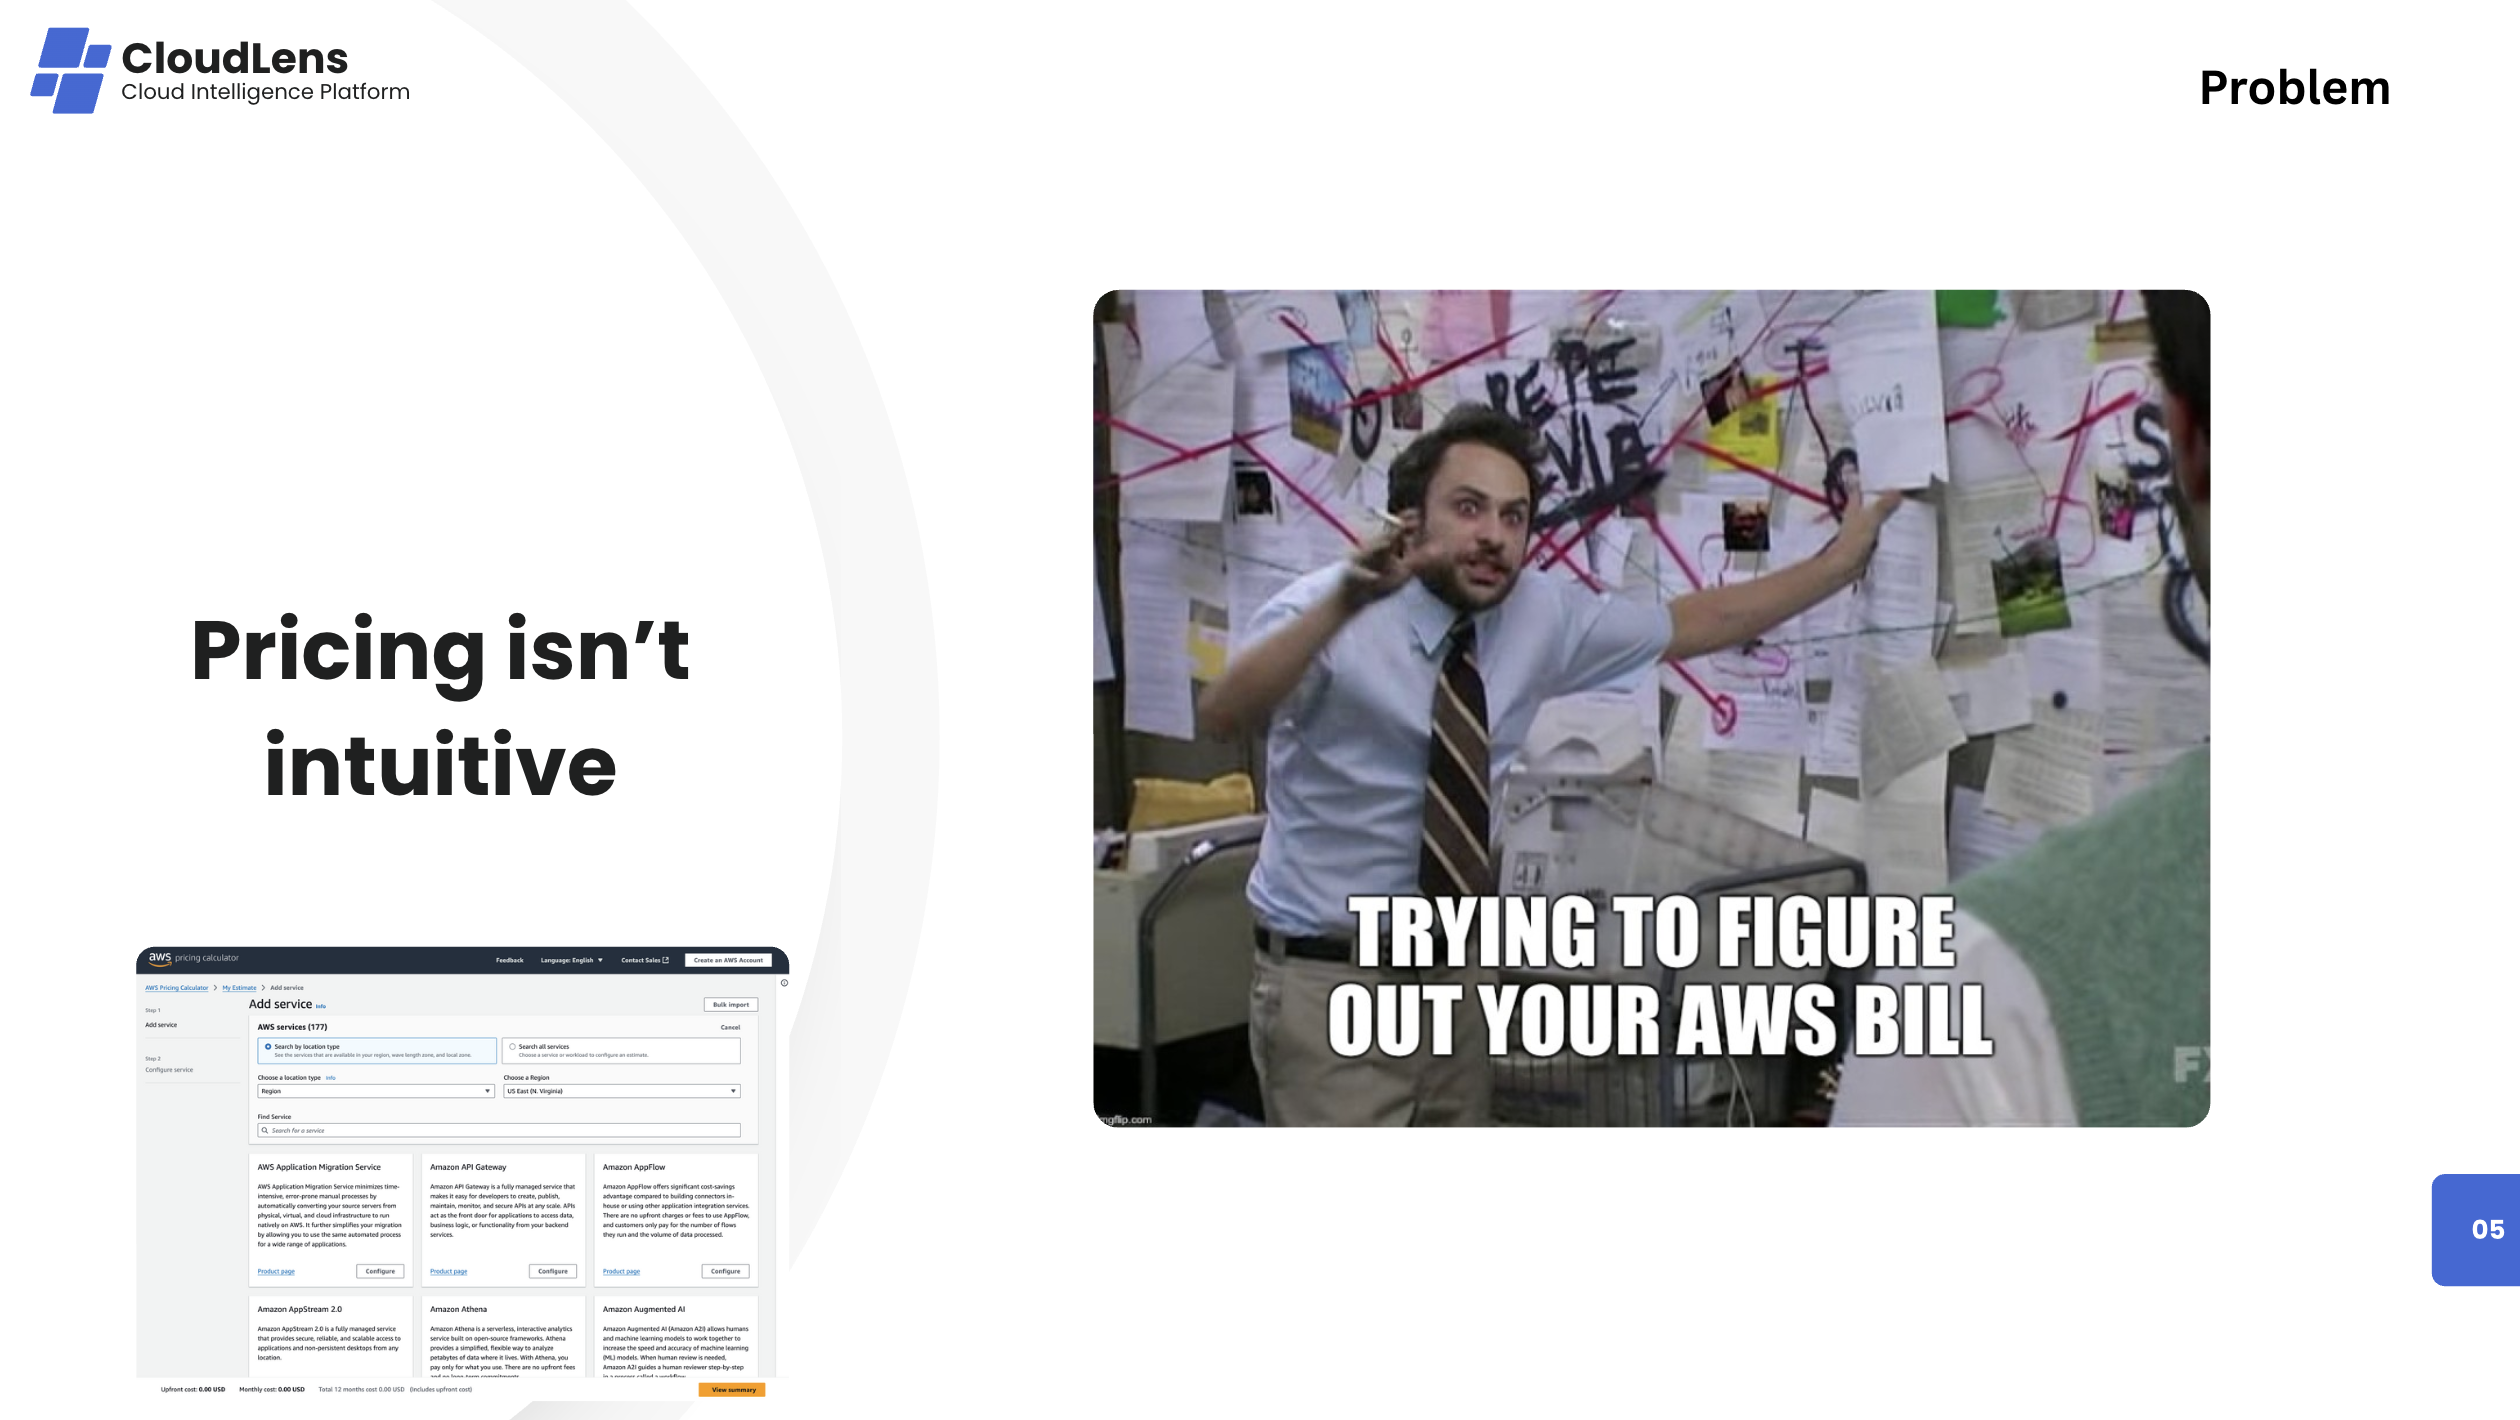 CloudLens
Cloud Intelligence Platform
Problem
Pricing isn’t
intuitive
PEPE
SILVIA
TRYING TO FIGURE
OUT YOUR AWS BILL
FX
mgflip.com
aws pricing calculator
Feedback
Language: English
Contact Sales
Create an AWS Account
AWS Pricing Calculator > My Estimate > Add service
Step 1
Add service
Step 2
Configure service
Add service Info
Bulk import
AWS services (177)
Cancel
Search by location type
See the services that are available in your region, wave length zone, and local zone.
Search all services
Choose a service or workload to configure an estimate.
Choose a location type Info
Region
Choose a Region
US East (N. Virginia)
Find Service
Search for a service
AWS Application Migration Service
AWS Application Migration Service minimizes time-
intensive, error-prone manual processes by
automatically converting your source servers from
physical, virtual, and cloud infrastructure to run
natively on AWS. It further simplifies your migration
by allowing you to use the same automated process
for a wide range of applications.
Product page
Configure
Amazon API Gateway
Amazon API Gateway is a fully managed service that
makes it easy for developers to create, publish,
maintain, monitor, and secure APIs at any scale. APIs
act as the front door for applications to access data,
business logic, or functionality from your backend
services.
Product page
Configure
Amazon AppFlow
Amazon AppFlow offers significant cost-savings
advantage compared to building connectors in-
house or using other application integration services.
There are no upfront charges or fees to use AppFlow,
and customers only pay for the number of flows
they run and the volume of data processed.
Product page
Configure
Amazon AppStream 2.0
Amazon AppStream 2.0 is a fully managed service
that provides secure, reliable, and scalable access to
applications and non-persistent desktops from any
location.
Amazon Athena
Amazon Athena is a serverless, interactive analytics
service built on open-source frameworks. Athena
provides a simplified, flexible way to analyze
petabytes of data where it lives. With Athena, you
pay only for what you use. There are no upfront fees
and no long-term commitments.
Amazon Augmented AI
Amazon Augmented AI (Amazon A2I) allows humans
and machine learning models to work together to
increase the speed and accuracy of machine learning
(ML) models. When human review is needed,
Amazon A2I guides a human reviewer step-by-step
in a process called a workflow.
Upfront cost: 0.00 USD
Monthly cost: 0.00 USD
Total 12 months cost 0.00 USD (includes upfront cost)
View summary
05